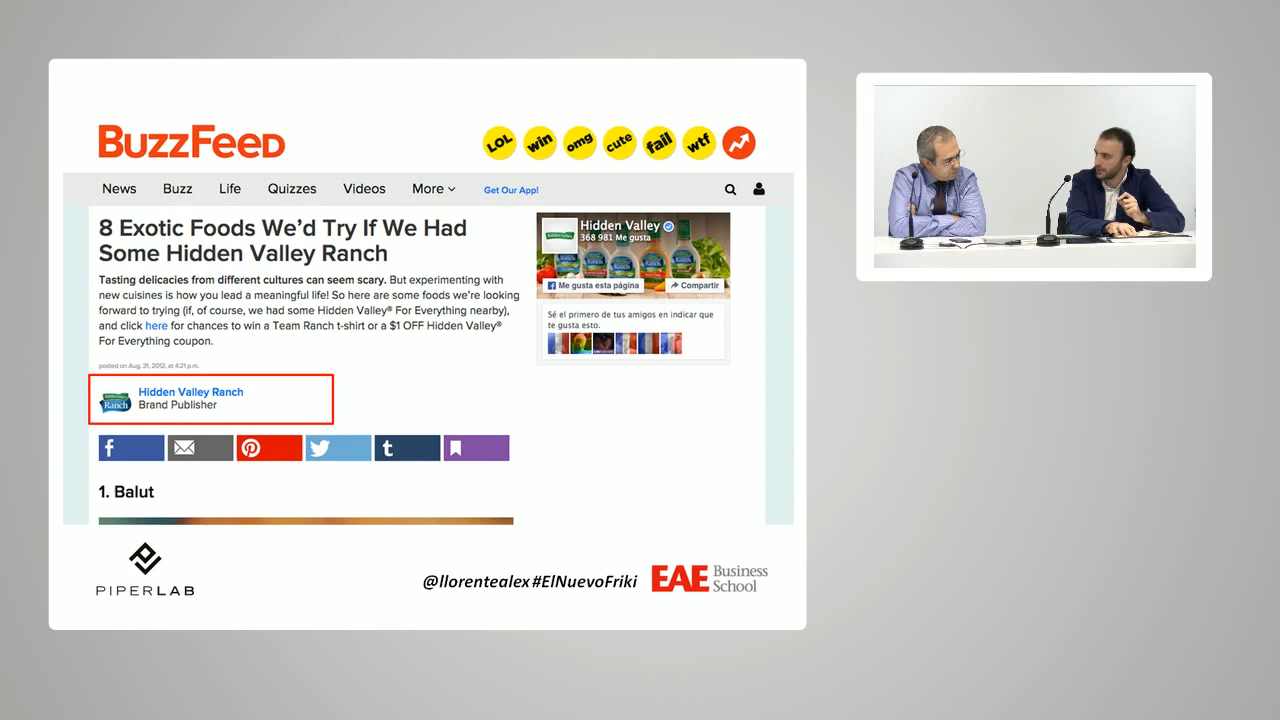 BuzzFeed
LOL win omg cute fail wtf
News Buzz Life Quizzes Videos More Get Our App!
8 Exotic Foods We'd Try If We Had
Some Hidden Valley Ranch
Tasting delicacies from different cultures can seem scary. But experimenting with
new cuisines is how you lead a meaningful life! So here are some foods we're looking
forward to trying (if, of course, we had some Hidden Valley® For Everything nearby),
and click here for chances to win a Team Ranch t-shirt or a $1 OFF Hidden Valley®
For Everything coupon.
posted on Aug. 31, 2012, at 4:21 p.m.
Hidden Valley Ranch
Brand Publisher
1. Balut
Hidden Valley
368 981 Me gusta
Me gusta esta página
Compartir
Sé el primero de tus amigos en indicar que
te gusta esto.
PIPERLAB
@llorentealex #ElNuevoFriki
EAE Business
School